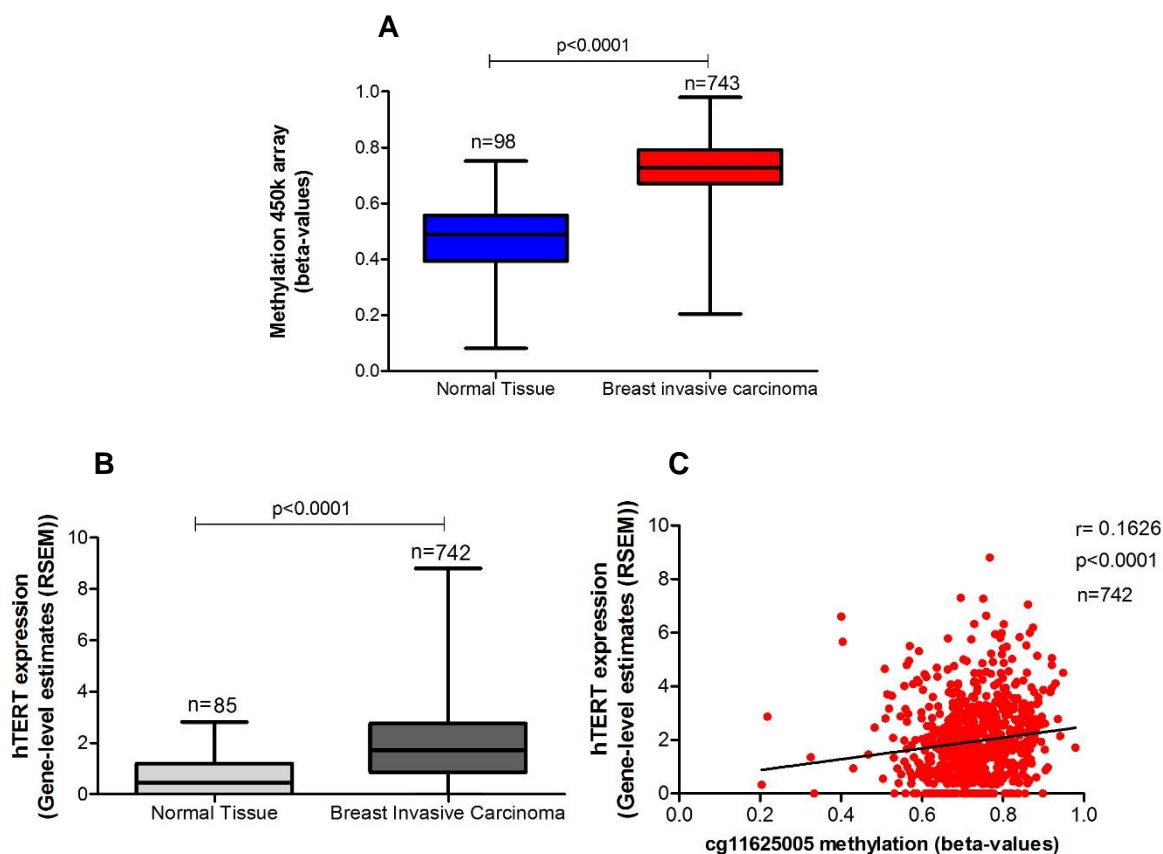 A
p<0.0001
n=743
n=98
Methylation 450k array
(beta-values)
1.0
0.8
0.6
0.4
0.2
0.0
Normal Tissue
Breast invasive carcinoma
B
p<0.0001
n=742
n=85
hTERT expression
(Gene-level estimates (RSEM))
10
8
6
4
2
0
Normal Tissue
Breast Invasive Carcinoma
C
r= 0.1626
p<0.0001
n=742
hTERT expression
(Gene-level estimates (RSEM))
10
8
6
4
2
0
0.0
0.2
0.4
0.6
0.8
1.0
cg11625005 methylation (beta-values)